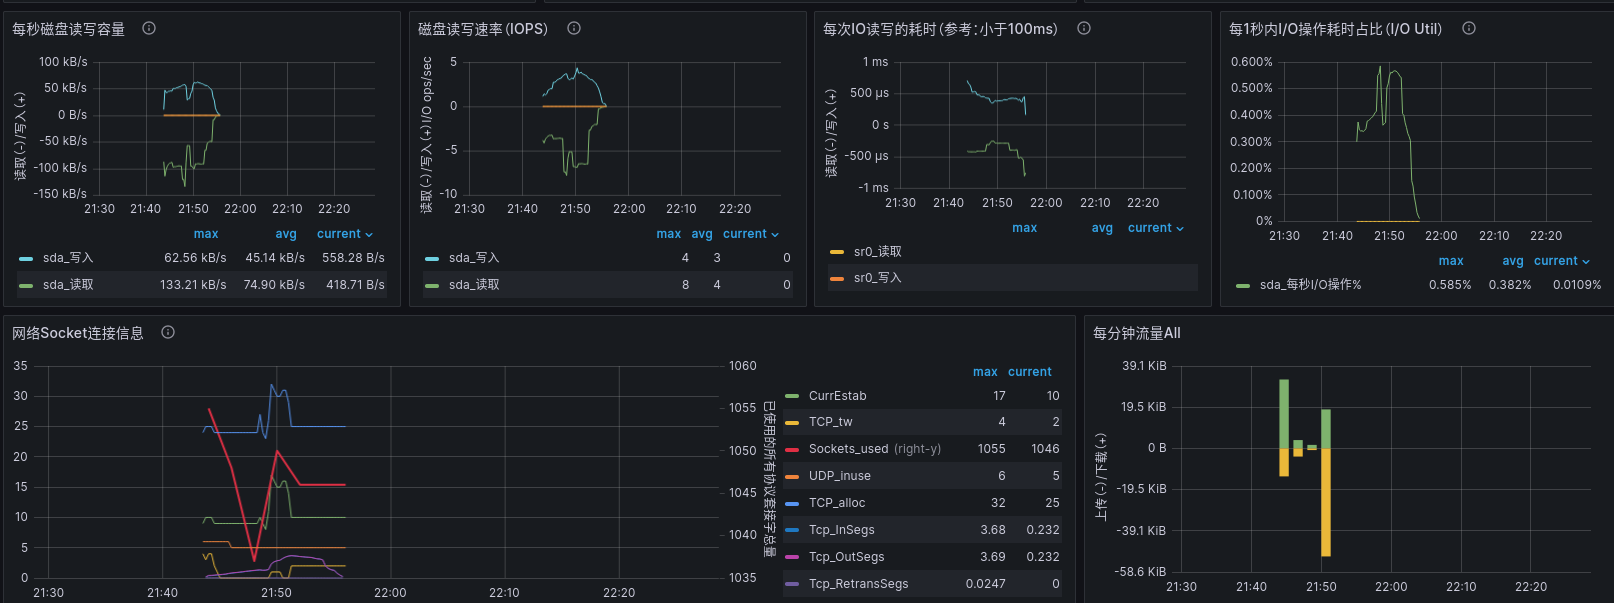 每秒磁盘读写容量
读取(-)/写入(+)
100 kB/s
50 kB/s
0 B/s
-50 kB/s
-100 kB/s
-150 kB/s
21:30 21:40 21:50 22:00 22:10 22:20
max avg current
sda_写入 62.56 kB/s 45.14 kB/s 558.28 B/s
sda_读取 133.21 kB/s 74.90 kB/s 418.71 B/s
磁盘读写速率(IOPS)
读取(-)/写入(+)I/O ops/sec
5
0
-5
-10
21:30 21:40 21:50 22:00 22:10 22:20
max avg current
sda_写入 4 3 0
sda_读取 8 4 0
每次IO读写的耗时(参考:小于100ms)
读取(-)/写入(+)
1 ms
500 µs
0 s
-500 µs
-1 ms
21:30 21:40 21:50 22:00 22:10 22:20
max avg current
sr0_读取
sr0_写入
每1秒内I/O操作耗时占比(I/O Util)
0.600%
0.500%
0.400%
0.300%
0.200%
0.100%
0%
21:30 21:40 21:50 22:00 22:10 22:20
max avg current
sda_每秒I/O操作% 0.585% 0.382% 0.0109%
网络Socket连接信息
35
30
25
20
15
10
5
0
1060
1055
1050
1045
1040
1035
已使用的所有协议套接字总量
21:30 21:40 21:50 22:00 22:10 22:20
max current
CurrEstab 17 10
TCP_tw 4 2
Sockets_used (right-y) 1055 1046
UDP_inuse 6 5
TCP_alloc 32 25
Tcp_InSegs 3.68 0.232
Tcp_OutSegs 3.69 0.232
Tcp_RetransSegs 0.0247 0
每分钟流量All
上传(-)/下载(+)
39.1 KiB
19.5 KiB
0 B
-19.5 KiB
-39.1 KiB
-58.6 KiB
21:30 21:40 21:50 22:00 22:10 22:20